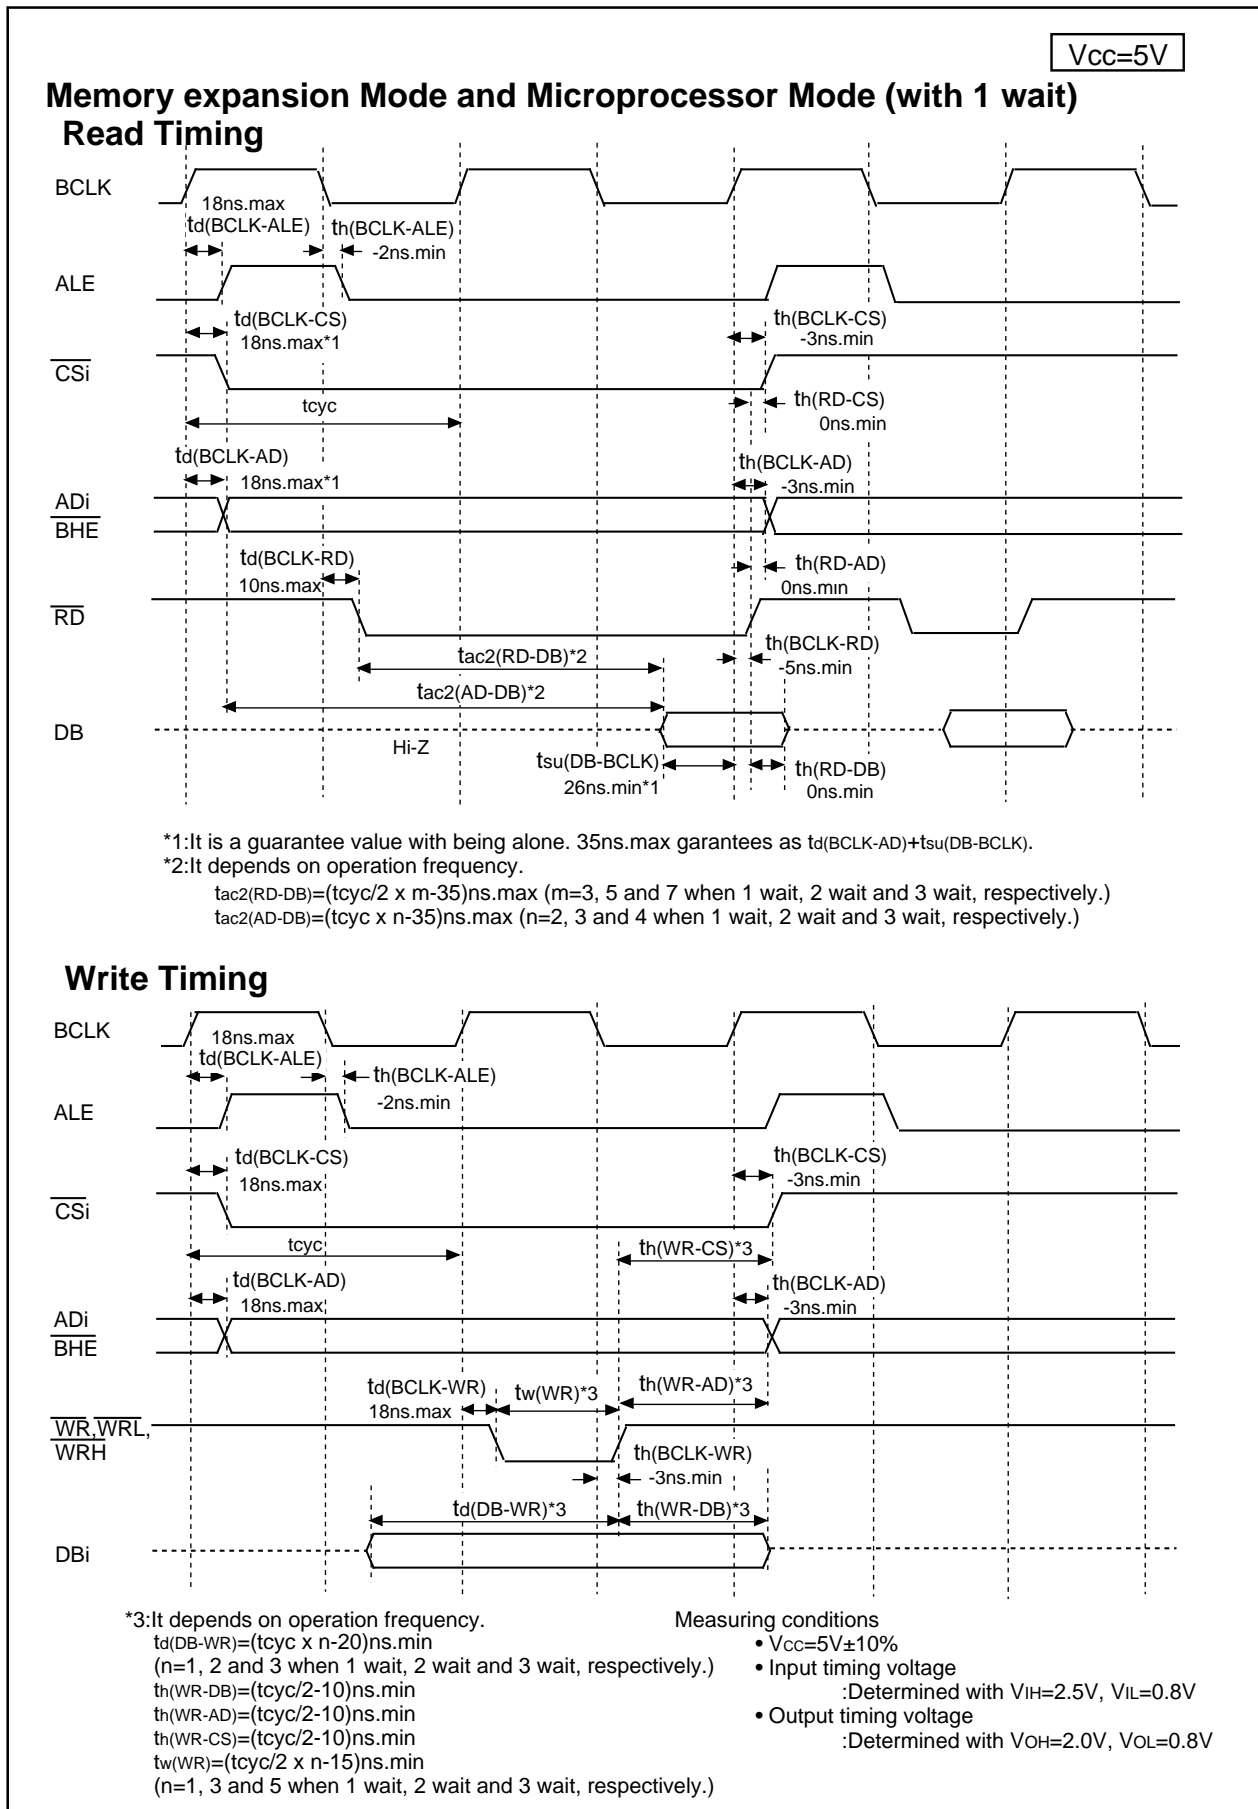 Vcc=5V
Memory expansion Mode and Microprocessor Mode (with 1 wait)
Read Timing
BCLK
18ns.max
td(BCLK-ALE)
th(BCLK-ALE)
-2ns.min
ALE
td(BCLK-CS)
18ns.max*1
th(BCLK-CS)
-3ns.min
CSi
tcyc
th(RD-CS)
0ns.min
td(BCLK-AD)
18ns.max*1
th(BCLK-AD)
-3ns.min
ADi
BHE
td(BCLK-RD)
10ns.max
th(RD-AD)
0ns.min
RD
th(BCLK-RD)
-5ns.min
tac2(RD-DB)*2
tac2(AD-DB)*2
DB
Hi-Z
tsu(DB-BCLK)
26ns.min*1
th(RD-DB)
0ns.min
*1:It is a guarantee value with being alone. 35ns.max garantees as td(BCLK-AD)+tsu(DB-BCLK).
*2:It depends on operation frequency.
tac2(RD-DB)=(tcyc/2 x m-35)ns.max (m=3, 5 and 7 when 1 wait, 2 wait and 3 wait, respectively.)
tac2(AD-DB)=(tcyc x n-35)ns.max (n=2, 3 and 4 when 1 wait, 2 wait and 3 wait, respectively.)
Write Timing
BCLK
18ns.max
td(BCLK-ALE)
th(BCLK-ALE)
-2ns.min
ALE
td(BCLK-CS)
18ns.max
th(BCLK-CS)
-3ns.min
CSi
tcyc
th(WR-CS)*3
td(BCLK-AD)
18ns.max
th(BCLK-AD)
-3ns.min
ADi
BHE
td(BCLK-WR)
18ns.max
tw(WR)*3
th(WR-AD)*3
WR,WRL,
WRH
th(BCLK-WR)
-3ns.min
td(DB-WR)*3
th(WR-DB)*3
DBi
*3:It depends on operation frequency.
td(DB-WR)=(tcyc x n-20)ns.min
(n=1, 2 and 3 when 1 wait, 2 wait and 3 wait, respectively.)
th(WR-DB)=(tcyc/2-10)ns.min
th(WR-AD)=(tcyc/2-10)ns.min
th(WR-CS)=(tcyc/2-10)ns.min
tw(WR)=(tcyc/2 x n-15)ns.min
(n=1, 3 and 5 when 1 wait, 2 wait and 3 wait, respectively.)
Measuring conditions
• VCC=5V±10%
• Input timing voltage
:Determined with VIH=2.5V, VIL=0.8V
• Output timing voltage
:Determined with VOH=2.0V, VOL=0.8V